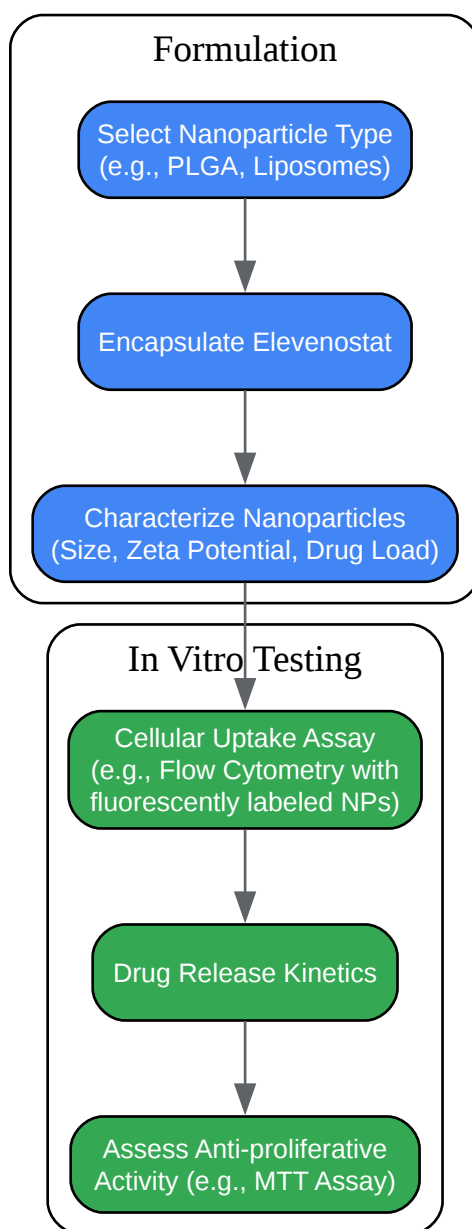 Formulation
Select Nanoparticle Type
(e.g., PLGA, Liposomes)
Encapsulate Elevenostat
Characterize Nanoparticles
(Size, Zeta Potential, Drug Load)
In Vitro Testing
Cellular Uptake Assay
(e.g., Flow Cytometry with
fluorescently labeled NPs)
Drug Release Kinetics
Assess Anti-proliferative
Activity (e.g., MTT Assay)